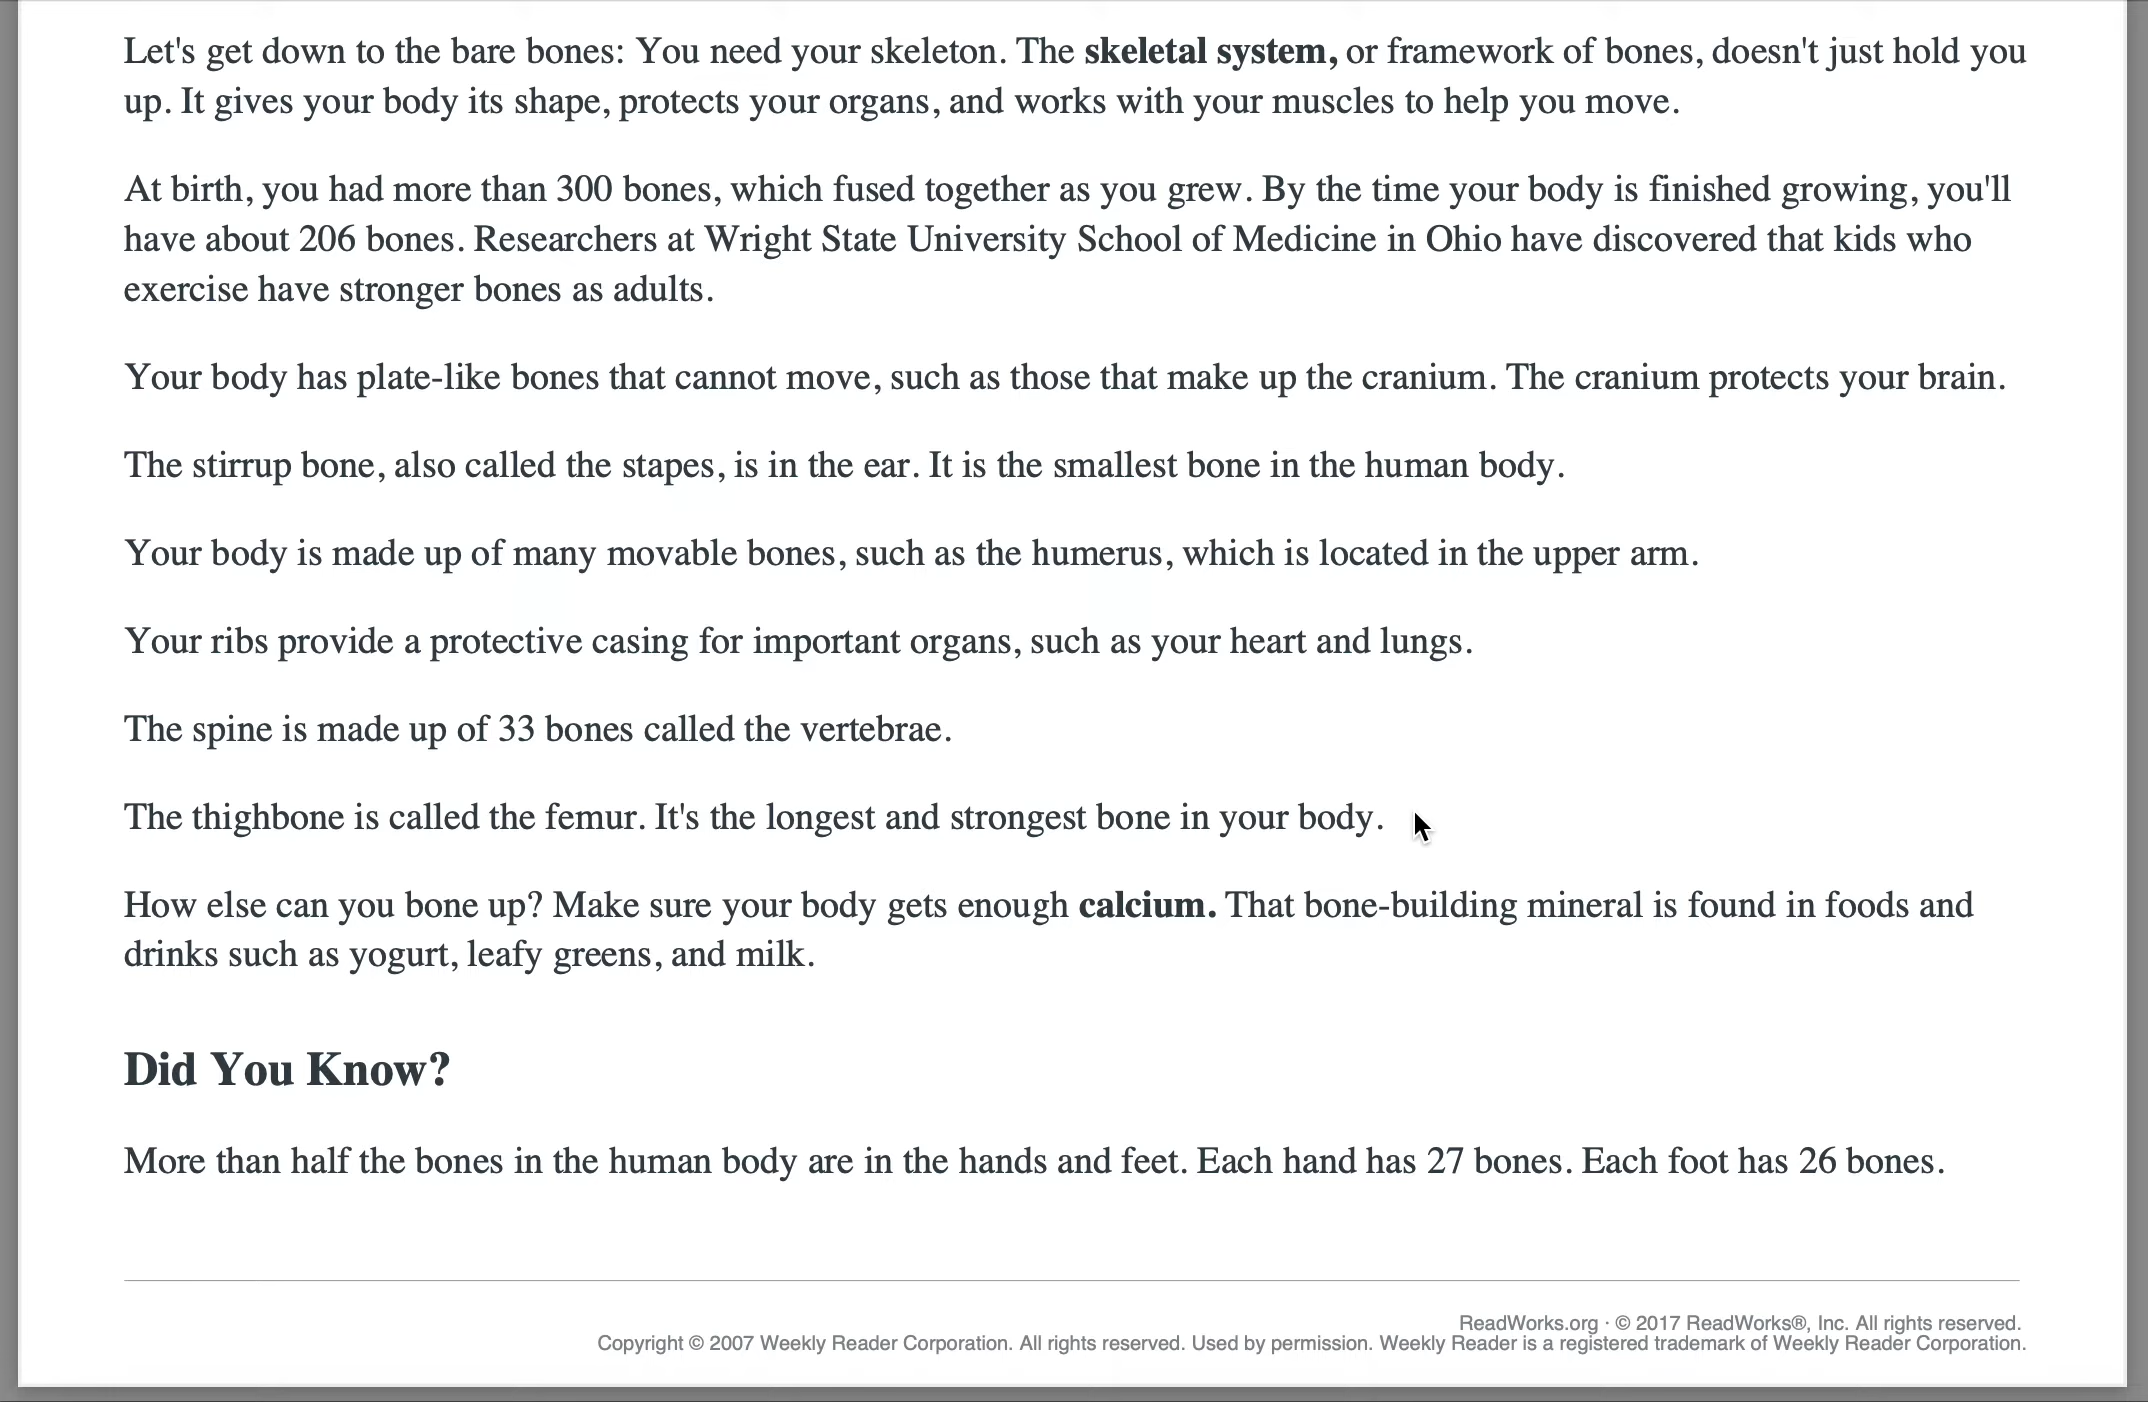 Let's get down to the bare bones: You need your skeleton. The skeletal system, or framework of bones, doesn't just hold you
up. It gives your body its shape, protects your organs, and works with your muscles to help you move.
At birth, you had more than 300 bones, which fused together as you grew. By the time your body is finished growing, you'll
have about 206 bones. Researchers at Wright State University School of Medicine in Ohio have discovered that kids who
exercise have stronger bones as adults.
Your body has plate-like bones that cannot move, such as those that make up the cranium. The cranium protects your brain.
The stirrup bone, also called the stapes, is in the ear. It is the smallest bone in the human body.
Your body is made up of many movable bones, such as the humerus, which is located in the upper arm.
Your ribs provide a protective casing for important organs, such as your heart and lungs.
The spine is made up of 33 bones called the vertebrae.
The thighbone is called the femur. It's the longest and strongest bone in your body.
How else can you bone up? Make sure your body gets enough calcium. That bone-building mineral is found in foods and
drinks such as yogurt, leafy greens, and milk.
Did You Know?
More than half the bones in the human body are in the hands and feet. Each hand has 27 bones. Each foot has 26 bones.
ReadWorks.org · © 2017 ReadWorks®, Inc. All rights reserved.
Copyright © 2007 Weekly Reader Corporation. All rights reserved. Used by permission. Weekly Reader is a registered trademark of Weekly Reader Corporation.